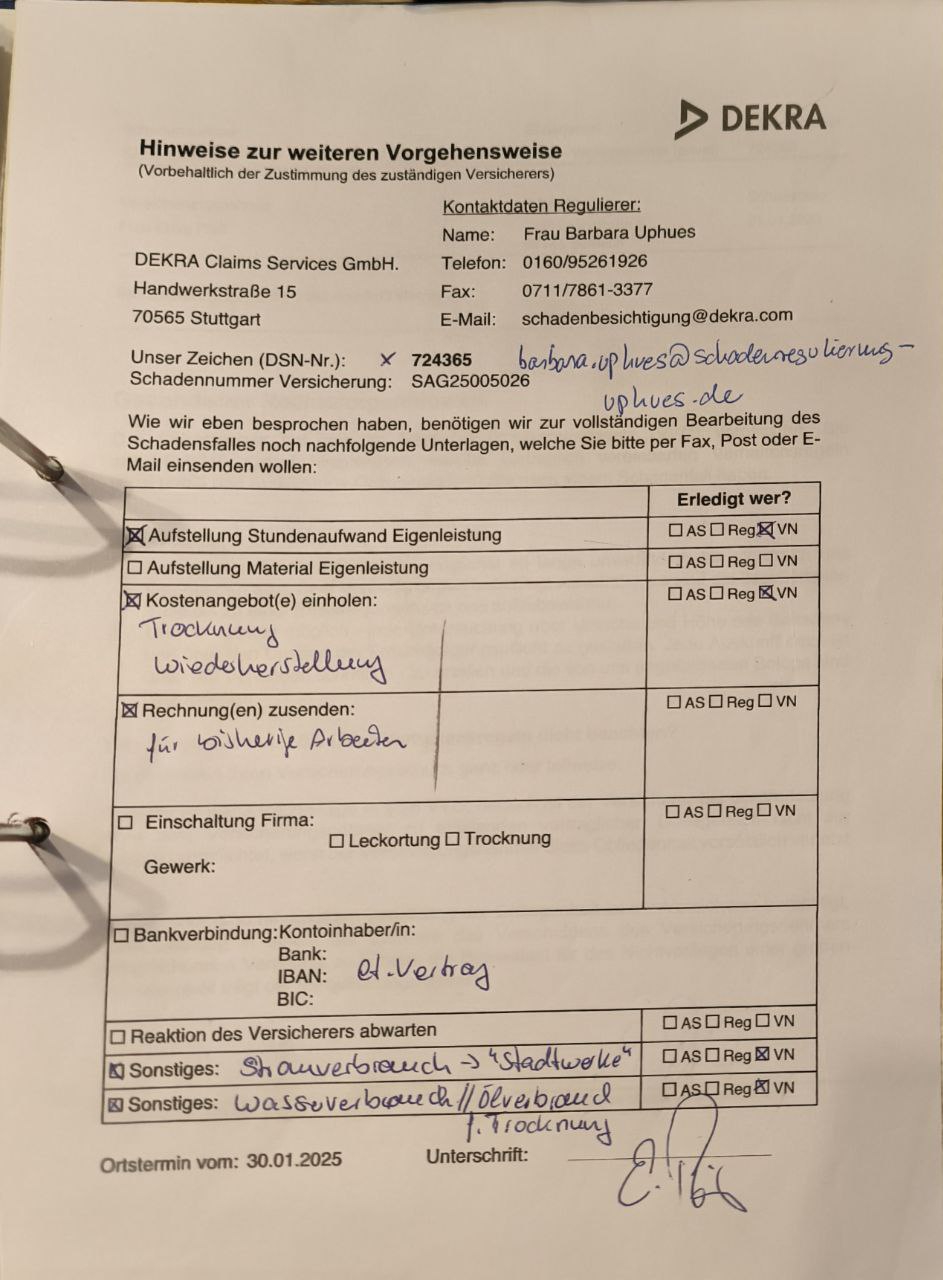 DEKRA
Hinweise zur weiteren Vorgehensweise
(Vorbehaltlich der Zustimmung des zuständigen Versicherers)
Kontaktdaten Regulierer:
Name: Frau Barbara Uphues
DEKRA Claims Services GmbH. Telefon: 0160/95261926
Handwerkstraße 15 Fax: 0711/7861-3377
70565 Stuttgart E-Mail: schadenbesichtigung@dekra.com
Unser Zeichen (DSN-Nr.): x 724365 barbara.uphues@schadenregulierung-
Schadennummer Versicherung: SAG25005026 uphues.de
Wie wir eben besprochen haben, benötigen wir zur vollständigen Bearbeitung des
Schadensfalles noch nachfolgende Unterlagen, welche Sie bitte per Fax, Post oder E-
Mail einsenden wollen:
Erledigt wer?
☒ Aufstellung Stundenaufwand Eigenleistung ☐ AS ☐ Reg ☒ VN
☐ Aufstellung Material Eigenleistung ☐ AS ☐ Reg ☐ VN
☒ Kostenangebot(e) einholen: ☐ AS ☐ Reg ☒ VN
Trocknung
Wiederherstellung
☒ Rechnung(en) zusenden: ☐ AS ☐ Reg ☐ VN
für bisherige Arbeiten
☐ Einschaltung Firma: ☐ AS ☐ Reg ☐ VN
☐ Leckortung ☐ Trocknung
Gewerk:
☐ Bankverbindung: Kontoinhaber/in:
Bank:
IBAN: lt. Vertrag
BIC:
☐ Reaktion des Versicherers abwarten ☐ AS ☐ Reg ☐ VN
☒ Sonstiges: Stromverbrauch → "Stadtwerke" ☐ AS ☐ Reg ☒ VN
☒ Sonstiges: Wasserverbrauch // Ölverbrauch ☐ AS ☐ Reg ☒ VN
f. Trocknung
Ortstermin vom: 30.01.2025 Unterschrift: